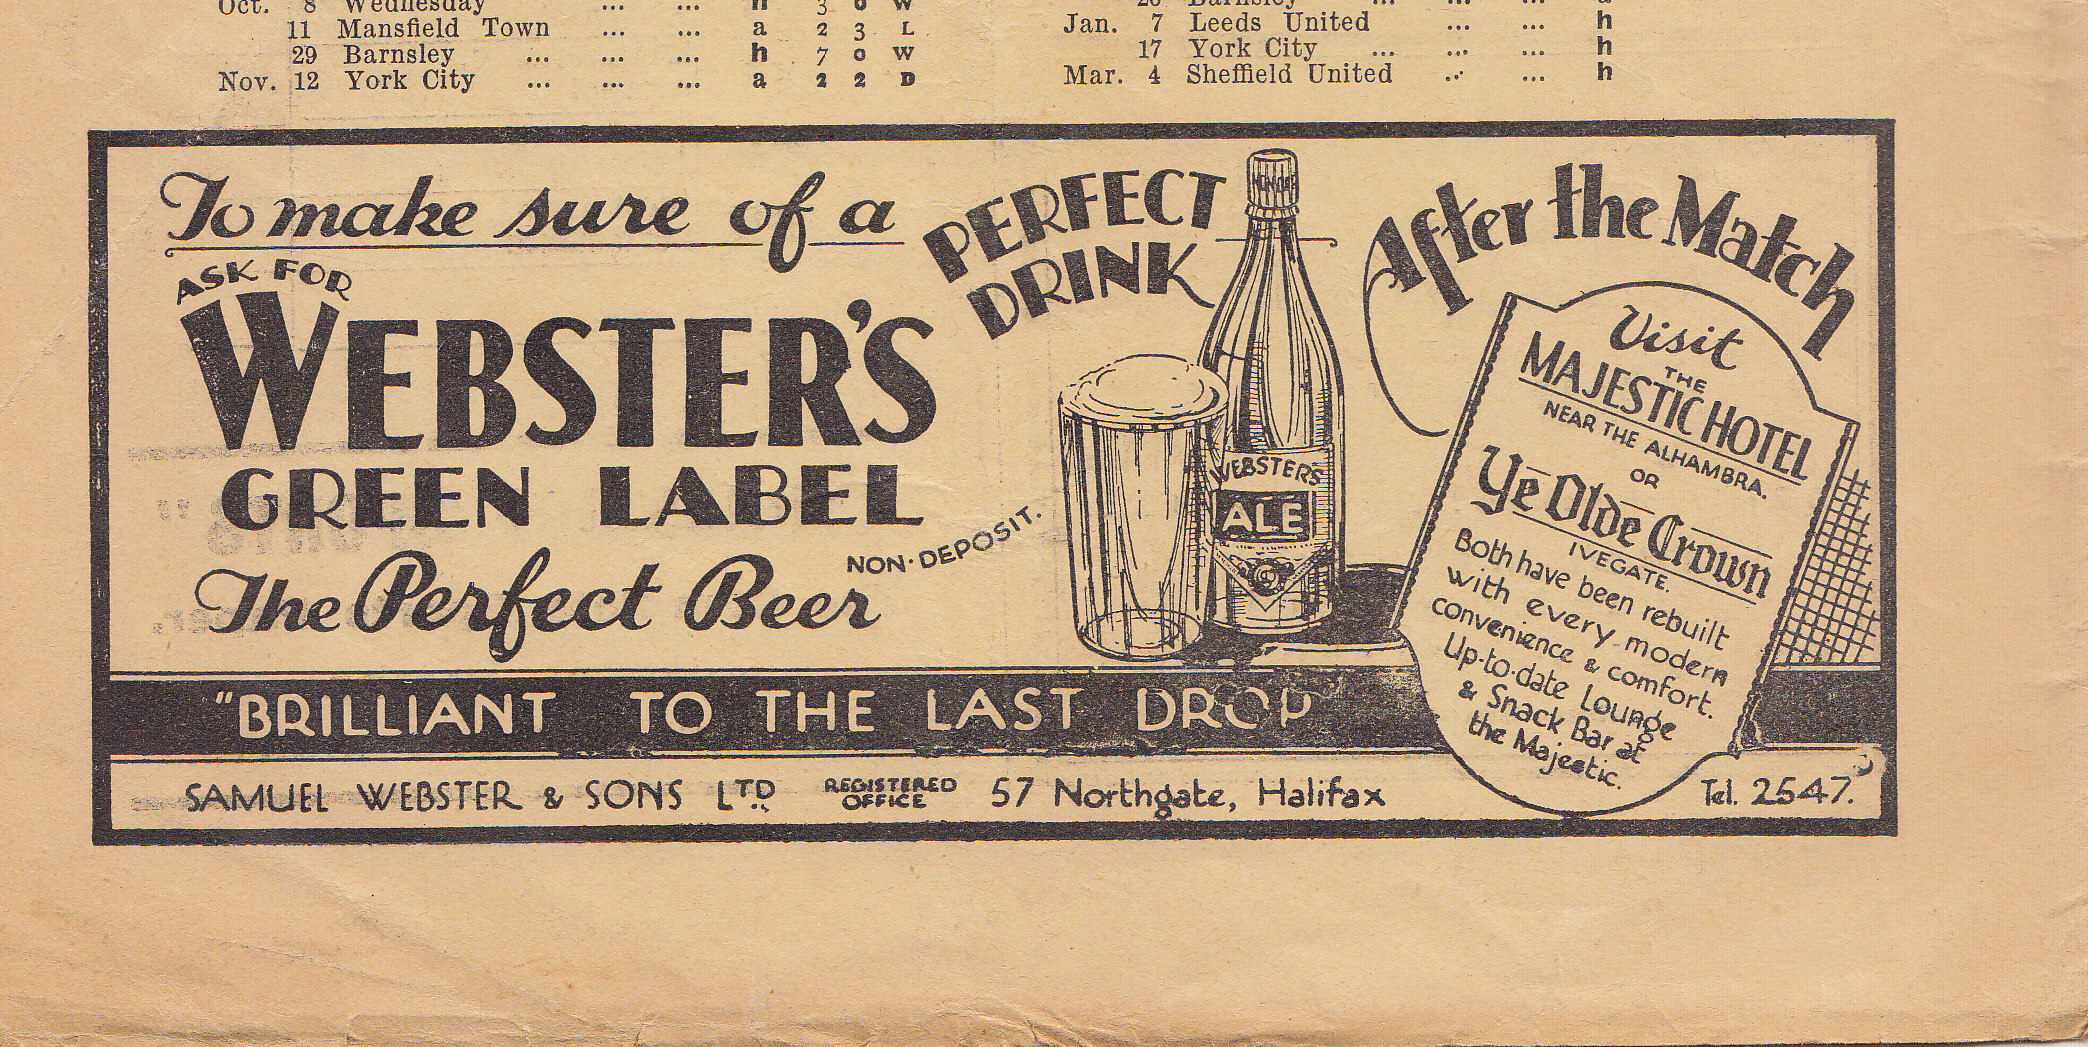 Oct. 8 Wednesday ... ... h 3 0 W
11 Mansfield Town ... ... a 2 3 L
29 Barnsley ... ... ... h 7 0 W
Nov. 12 York City ... ... ... a 2 2 D
26 Barnsley ... ... ... a
Jan. 7 Leeds United ... ... h
17 York City ... ... ... h
Mar. 4 Sheffield United ... ... h
To make sure of a PERFECT
DRINK
ASK FOR
WEBSTER'S
GREEN LABEL
The Perfect Beer
NON-DEPOSIT.
WEBSTER'S
ALE
After the Match
Visit
THE
MAJESTIC HOTEL
NEAR THE ALHAMBRA.
OR
Ye Olde Crown
IVEGATE.
Both have been rebuilt
with every modern
convenience & comfort.
Up-to-date Lounge
& Snack Bar at
the Majestic.
"BRILLIANT TO THE LAST DROP
SAMUEL WEBSTER & SONS LTD REGISTERED OFFICE 57 Northgate, Halifax Tel. 2547.